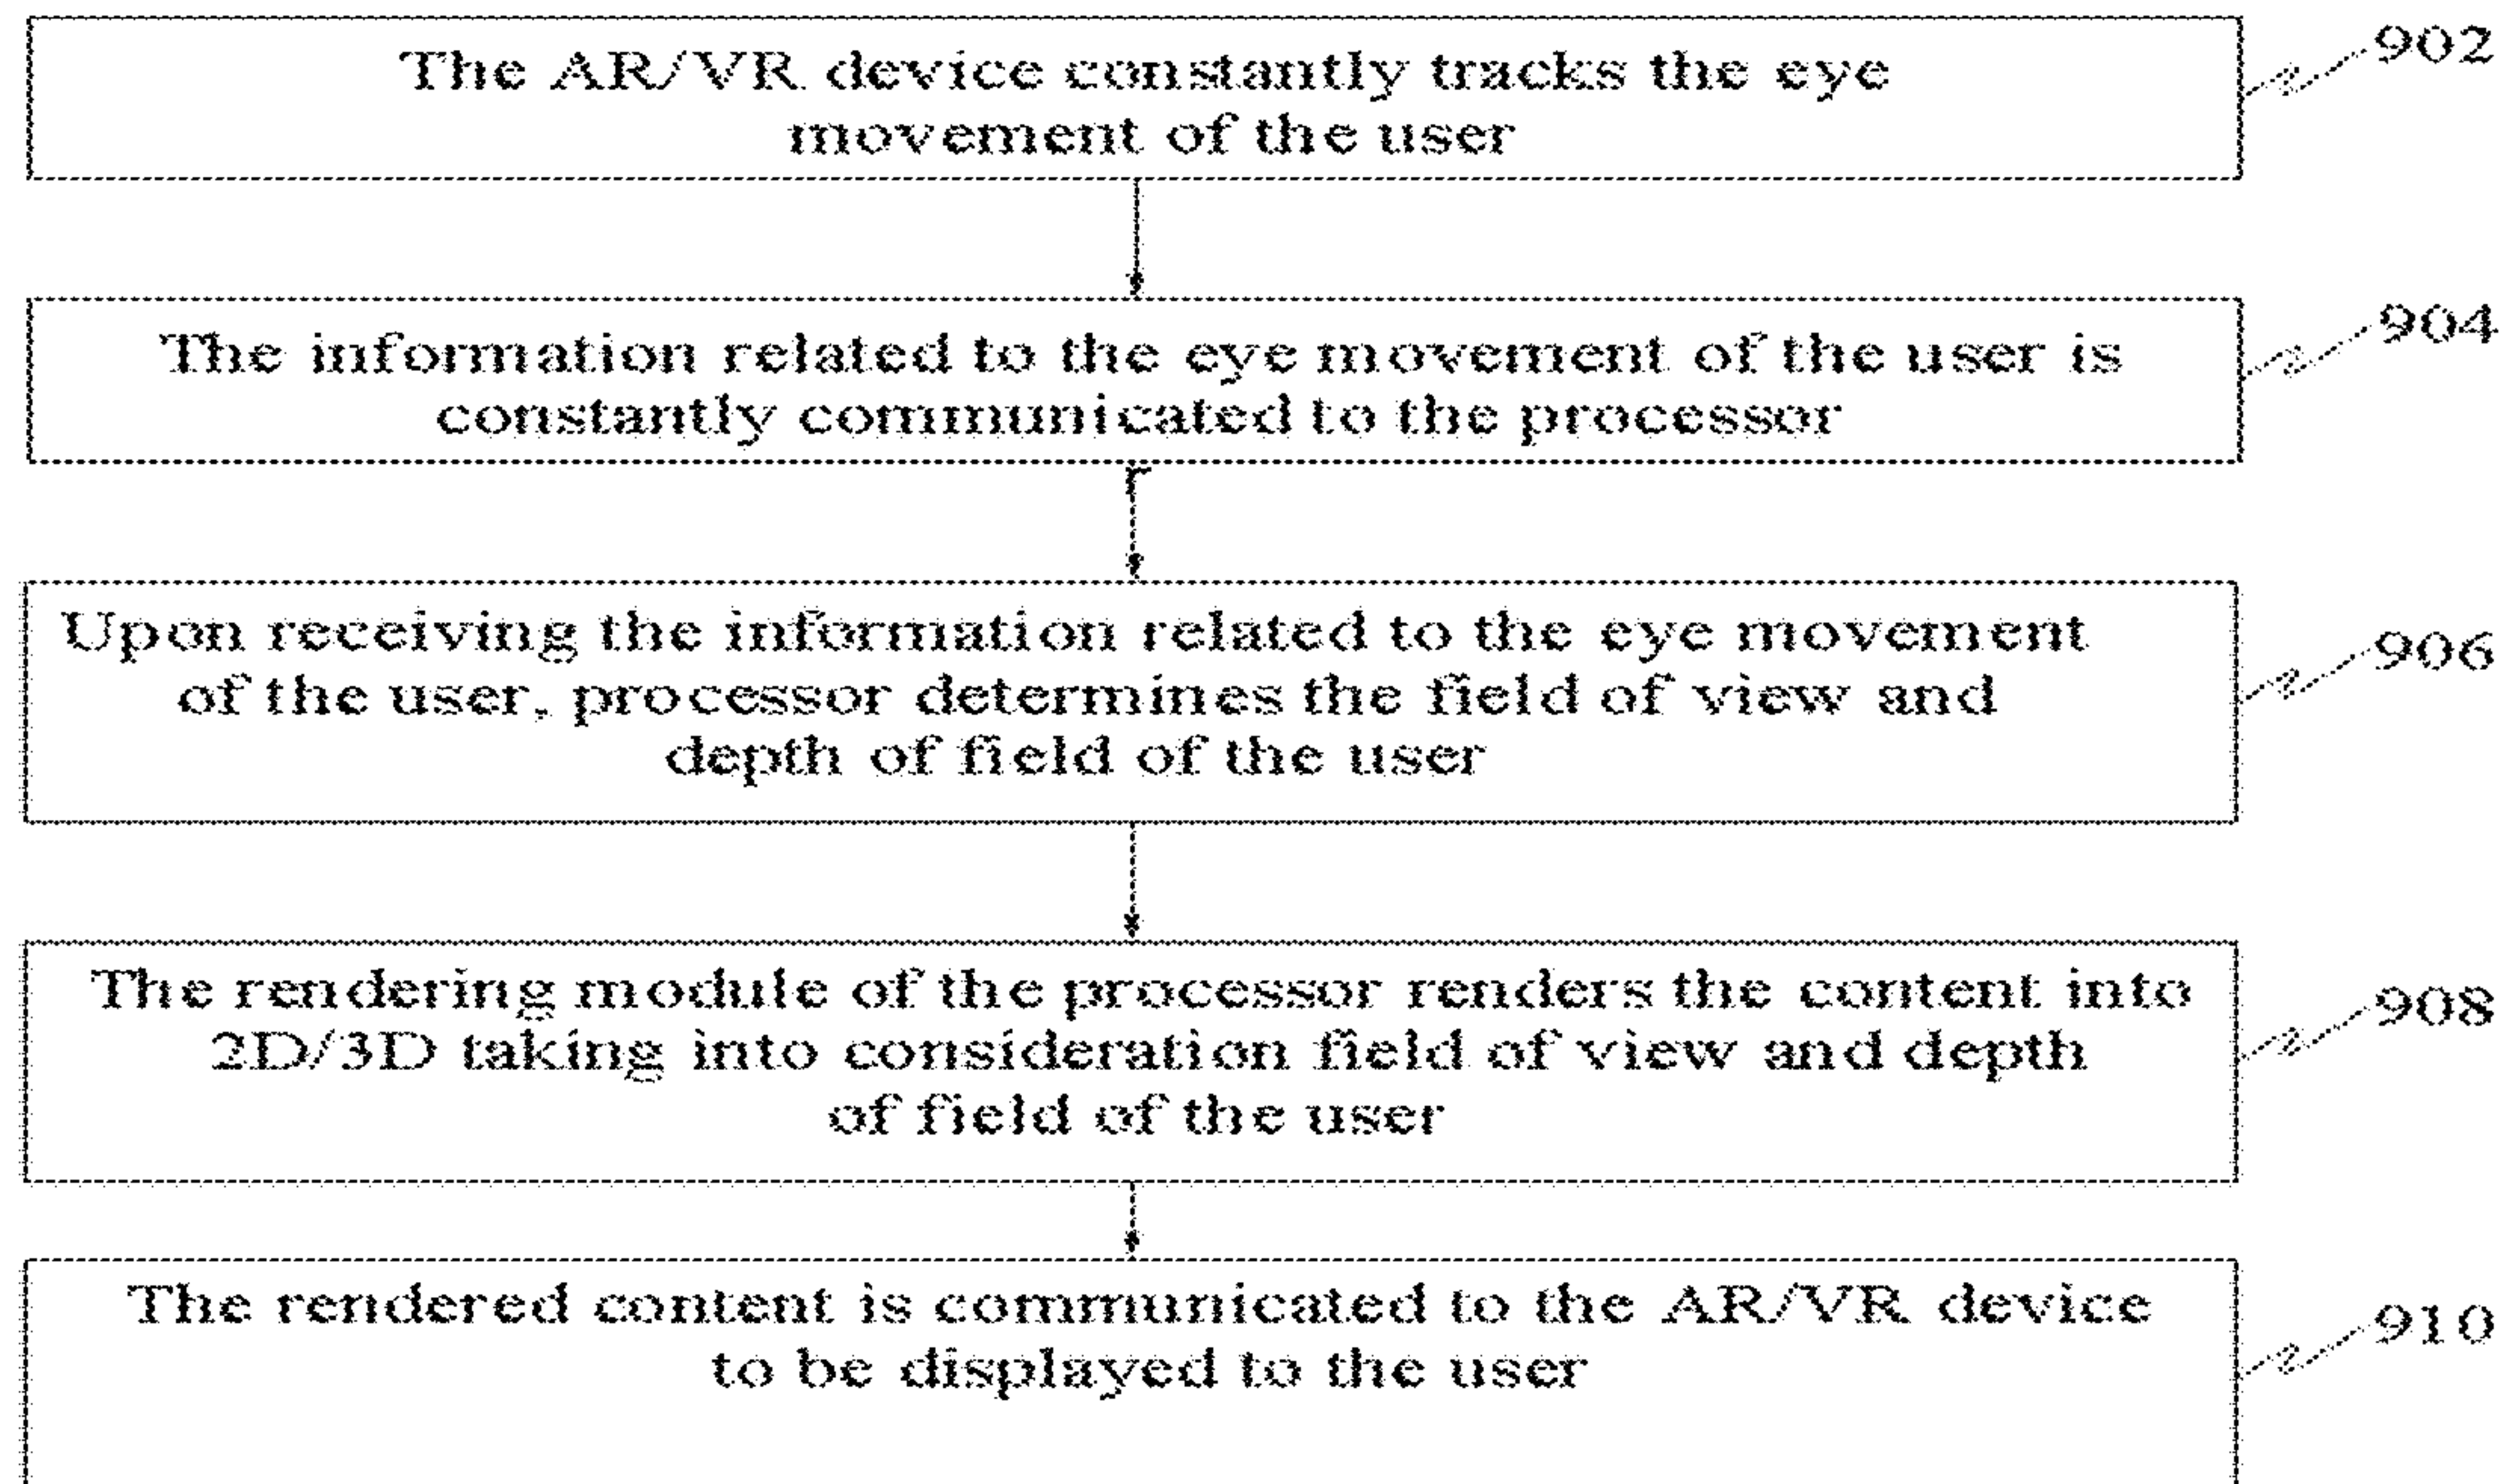 The AR/VR device constantly tracks the eye
movement of the user
902
The information related to the eye movement of the user is
constantly communicated to the processor
904
Upon receiving the information related to the eye movement
of the user, processor determines the field of view and
depth of field of the user
906
The rendering module of the processor renders the content into
2D/3D taking into consideration field of view and depth
of field of the user
908
The rendered content is communicated to the AR/VR device
to be displayed to the user
910